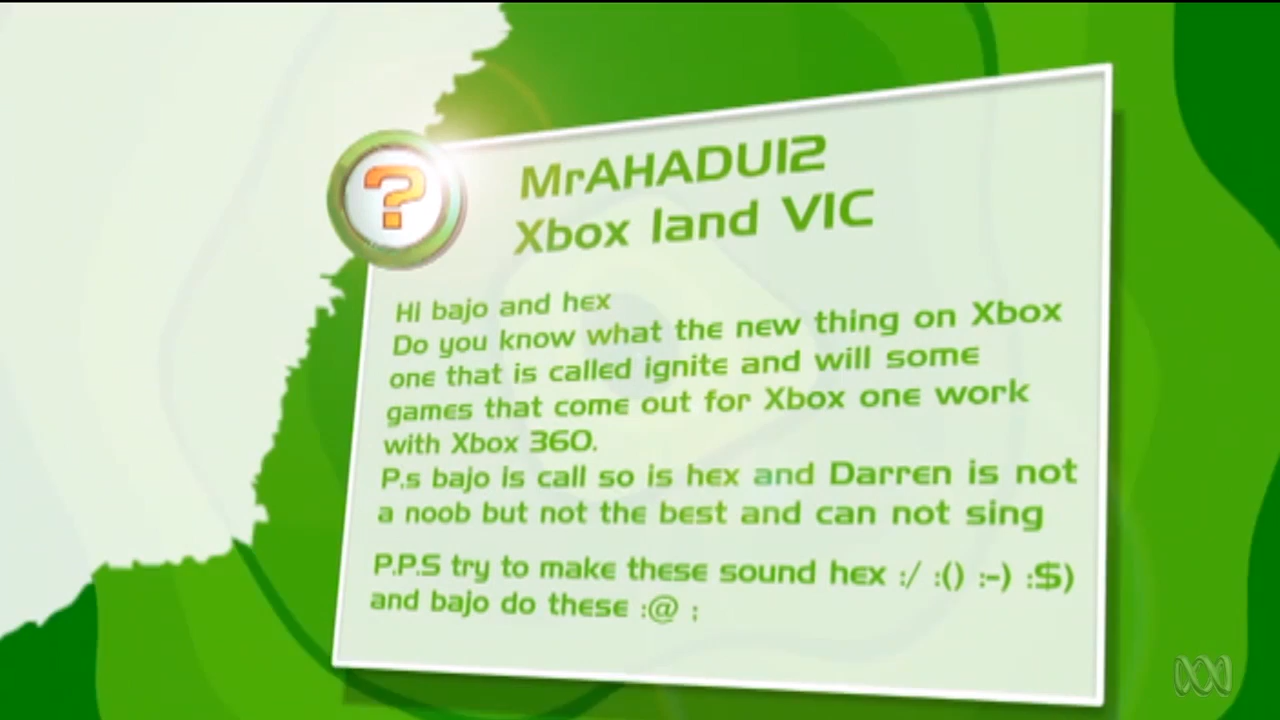 ?
MrAHADU12
Xbox land VIC
Hi bajo and hex
Do you know what the new thing on Xbox
one that is called ignite and will some
games that come out for Xbox one work
with Xbox 360.
P.s bajo is call so is hex and Darren is not
a noob but not the best and can not sing
P.P.S try to make these sound hex :/ :() :-) :$)
and bajo do these :@ ;